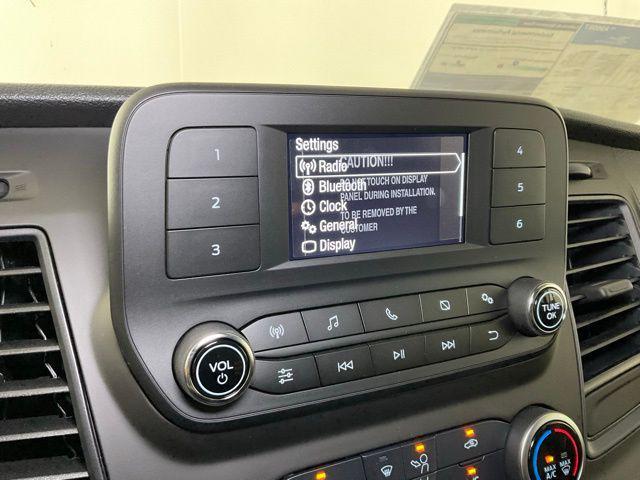 Settings
Radio
Bluetooth
Clock
General
Display
CAUTION!!!
DO NOT TOUCH ON DISPLAY
PANEL DURING INSTALLATION.
TO BE REMOVED BY THE
CUSTOMER
1
2
3
4
5
6
VOL
TUNE
OK
MAX
A/C
MAX